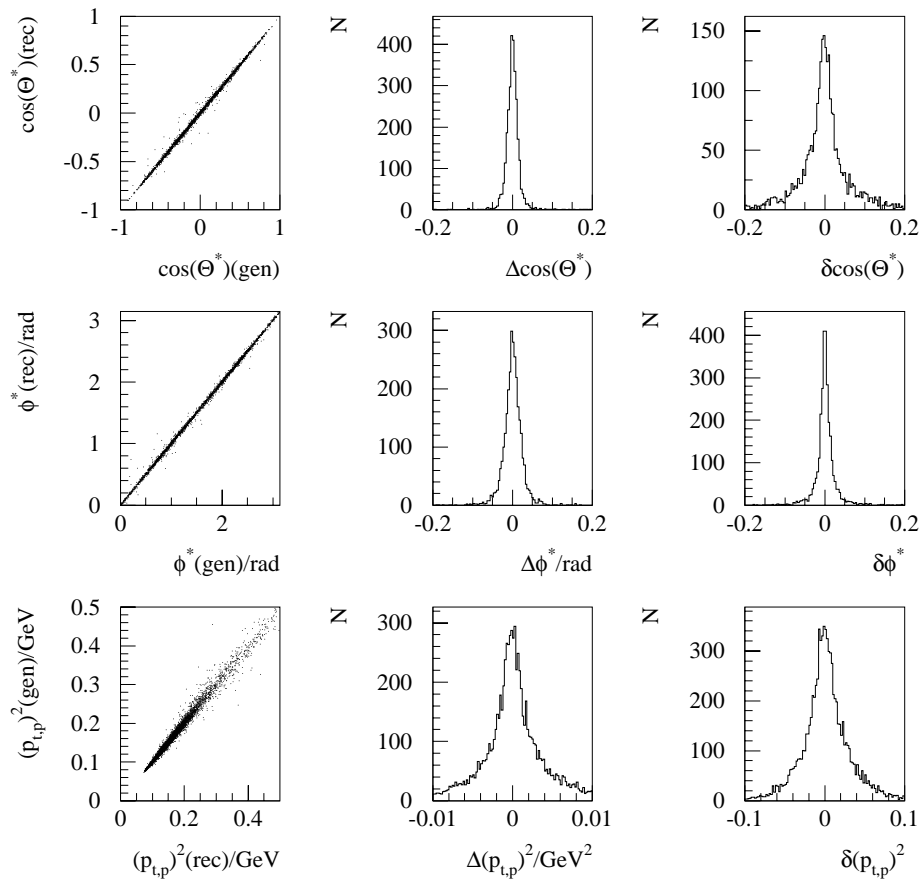 cos(Θ*)(rec)
1
0.5
0
-0.5
-1
-1 0 1
cos(Θ*)(gen)
N
400
300
200
100
0
-0.2 0 0.2
Δcos(Θ*)
N
150
100
50
0
-0.2 0 0.2
δcos(Θ*)
ϕ*(rec)/rad
3
2
1
0
0 2
ϕ*(gen)/rad
N
300
200
100
0
-0.2 0 0.2
Δϕ*/rad
N
400
300
200
100
0
-0.2 0 0.2
δϕ*
(p_{t,p})²(gen)/GeV
0.5
0.4
0.3
0.2
0.1
0
0 0.2 0.4
(p_{t,p})²(rec)/GeV
N
300
200
100
0
-0.01 0 0.01
Δ(p_{t,p})²/GeV²
N
300
200
100
0
-0.1 0 0.1
δ(p_{t,p})²